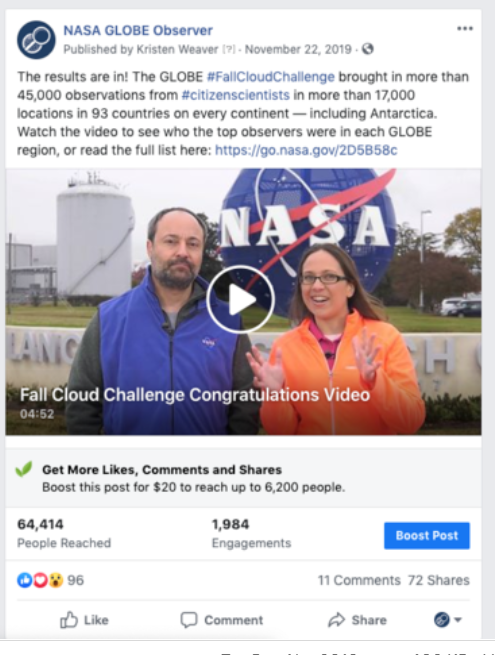 NASA GLOBE Observer
Published by Kristen Weaver [?] · November 22, 2019 ·
The results are in! The GLOBE #FallCloudChallenge brought in more than
45,000 observations from #citizenscientists in more than 17,000
locations in 93 countries on every continent — including Antarctica.
Watch the video to see who the top observers were in each GLOBE
region, or read the full list here: https://go.nasa.gov/2D5B58c
NASA
LANG
H
Fall Cloud Challenge Congratulations Video
04:52
Get More Likes, Comments and Shares
Boost this post for $20 to reach up to 6,200 people.
64,414 1,984 Boost Post
People Reached Engagements
96 11 Comments 72 Shares
Like Comment Share